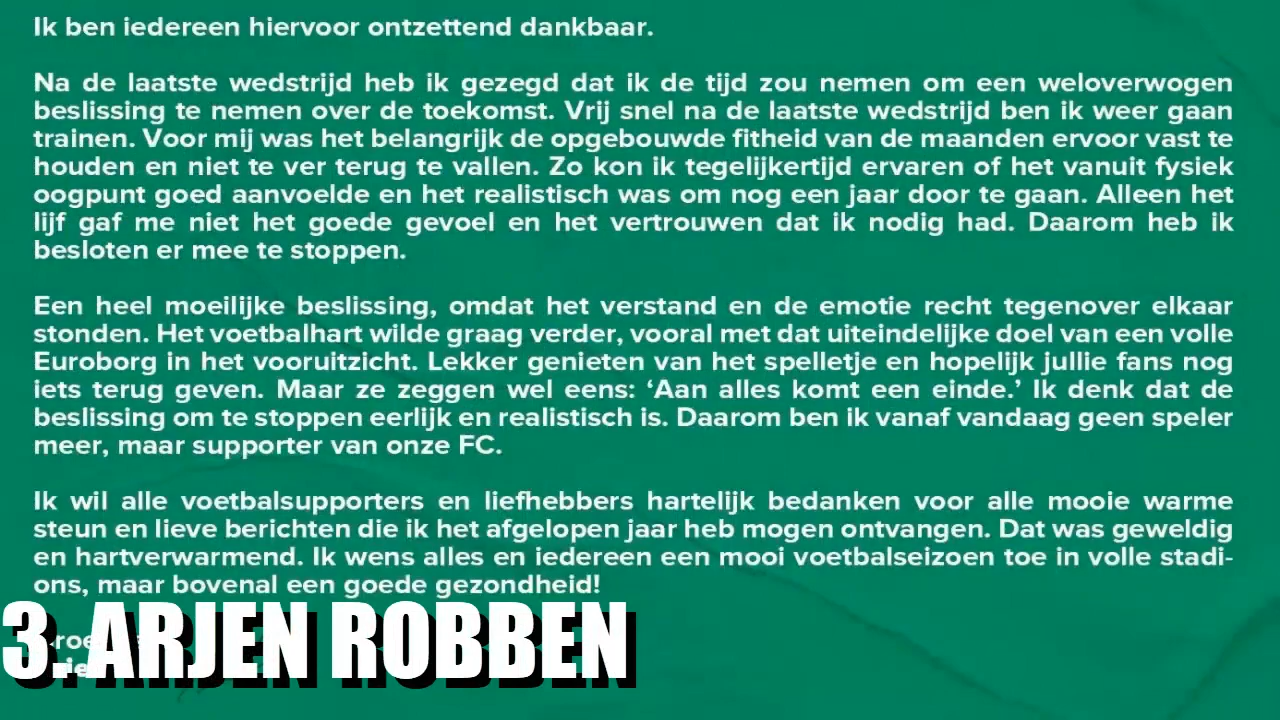 Ik ben iedereen hiervoor ontzettend dankbaar.
Na de laatste wedstrijd heb ik gezegd dat ik de tijd zou nemen om een weloverwogen
beslissing te nemen over de toekomst. Vrij snel na de laatste wedstrijd ben ik weer gaan
trainen. Voor mij was het belangrijk de opgebouwde fitheid van de maanden ervoor vast te
houden en niet te ver terug te vallen. Zo kon ik tegelijkertijd ervaren of het vanuit fysiek
oogpunt goed aanvoelde en het realistisch was om nog een jaar door te gaan. Alleen het
lijf gaf me niet het goede gevoel en het vertrouwen dat ik nodig had. Daarom heb ik
besloten er mee te stoppen.
Een heel moeilijke beslissing, omdat het verstand en de emotie recht tegenover elkaar
stonden. Het voetbalhart wilde graag verder, vooral met dat uiteindelijke doel van een volle
Euroborg in het vooruitzicht. Lekker genieten van het spelletje en hopelijk jullie fans nog
iets terug geven. Maar ze zeggen wel eens: ‘Aan alles komt een einde.’ Ik denk dat de
beslissing om te stoppen eerlijk en realistisch is. Daarom ben ik vanaf vandaag geen speler
meer, maar supporter van onze FC.
Ik wil alle voetbalsupporters en liefhebbers hartelijk bedanken voor alle mooie warme
steun en lieve berichten die ik het afgelopen jaar heb mogen ontvangen. Dat was geweldig
en hartverwarmend. Ik wens alles en iedereen een mooi voetbalseizoen toe in volle stadi-
ons, maar bovenal een goede gezondheid!
3. ARJEN ROBBEN